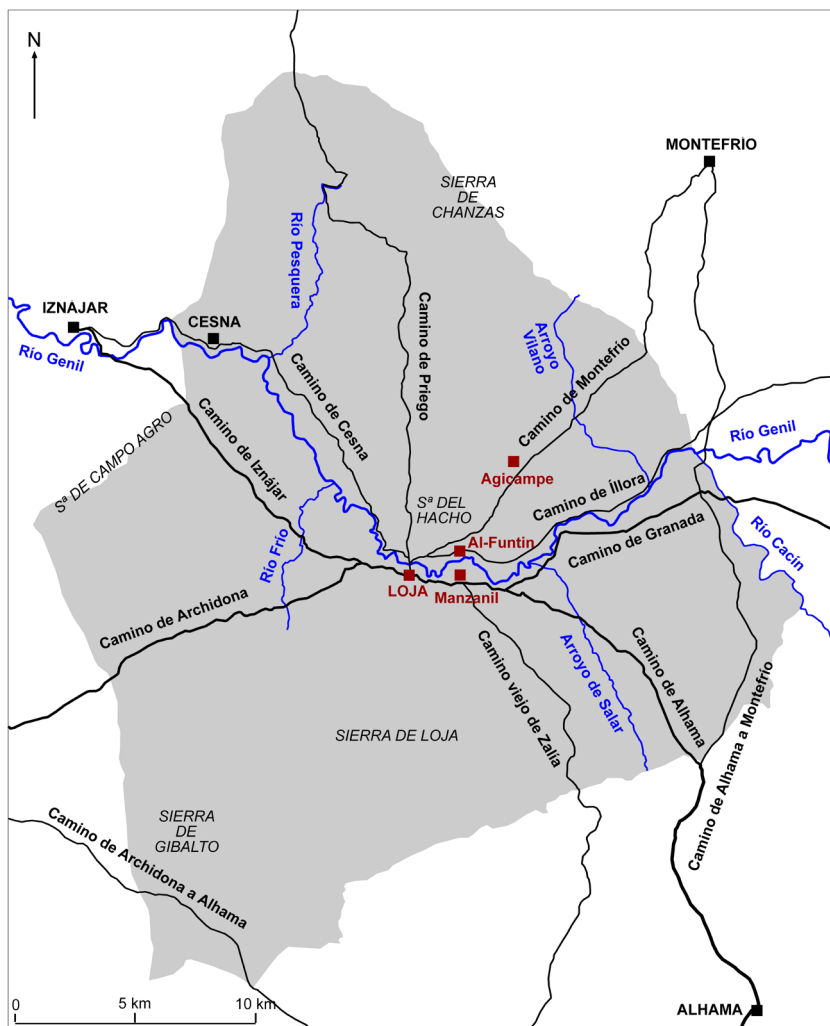 N
MONTEFRÍO
SIERRA
DE
CHANZAS
Río Pesquera
IZNÁJAR
CESNA
Río Genil
Camino de Priego
Arroyo
Vilano
Camino de Montefrío
Camino de Cesna
Camino de Iznájar
Sª DE CAMPO AGRO
Río Genil
Agicampe
Camino de Íllora
Sª DEL
HACHO
Al-Funtin
Camino de Granada
Río Cacín
Río Frío
LOJA
Manzanil
Camino de Archidona
Camino viejo de Zalía
Arroyo de Salar
Camino de Alhama
Camino de Alhama a Montefrío
SIERRA DE LOJA
SIERRA
DE
GIBALTO
Camino de Archidona a Alhama
0
5 km
10 km
ALHAMA